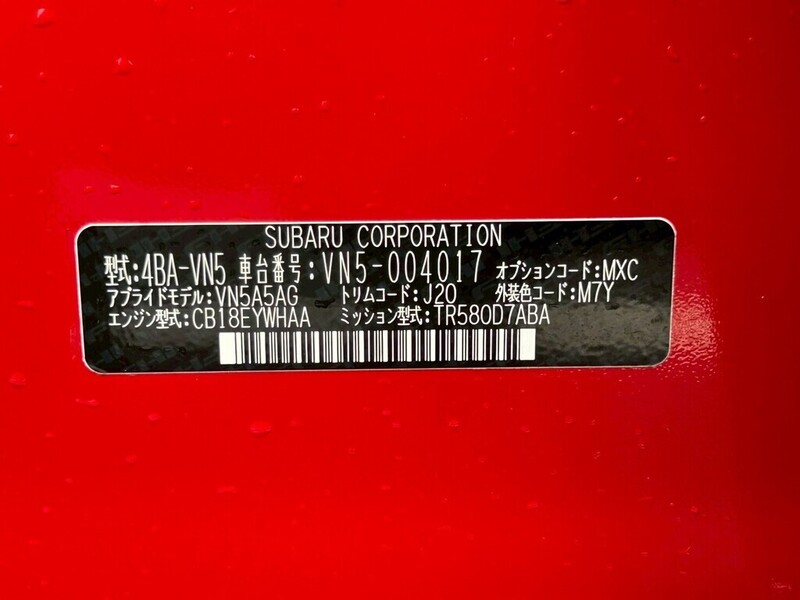 SUBARU CORPORATION
型式:4BA-VN5 車台番号:VN5-004017 オプションコード:MXC
アプライドモデル:VN5A5AG トリムコード:J20 外装色コード:M7Y
エンジン型式:CB18EYWHAA ミッション型式:TR580D7ABA